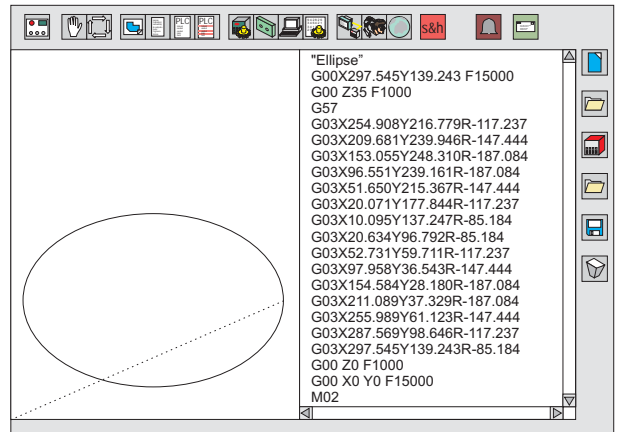 PLC
PLC
s&h
"Ellipse"
G00X297.545Y139.243 F15000
G00 Z35 F1000
G57
G03X254.908Y216.779R-117.237
G03X209.681Y239.946R-147.444
G03X153.055Y248.310R-187.084
G03X96.551Y239.161R-187.084
G03X51.650Y215.367R-147.444
G03X20.071Y177.844R-117.237
G03X10.095Y137.247R-85.184
G03X20.634Y96.792R-85.184
G03X52.731Y59.711R-117.237
G03X97.958Y36.543R-147.444
G03X154.584Y28.180R-187.084
G03X211.089Y37.329R-187.084
G03X255.989Y61.123R-147.444
G03X287.569Y98.646R-117.237
G03X297.545Y139.243R-85.184
G00 Z0 F1000
G00 X0 Y0 F15000
M02